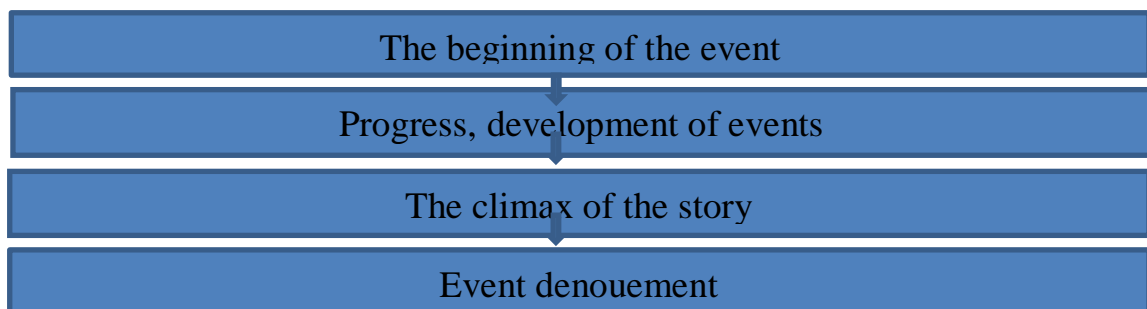 The beginning of the event
Progress, development of events
The climax of the story
Event denouement